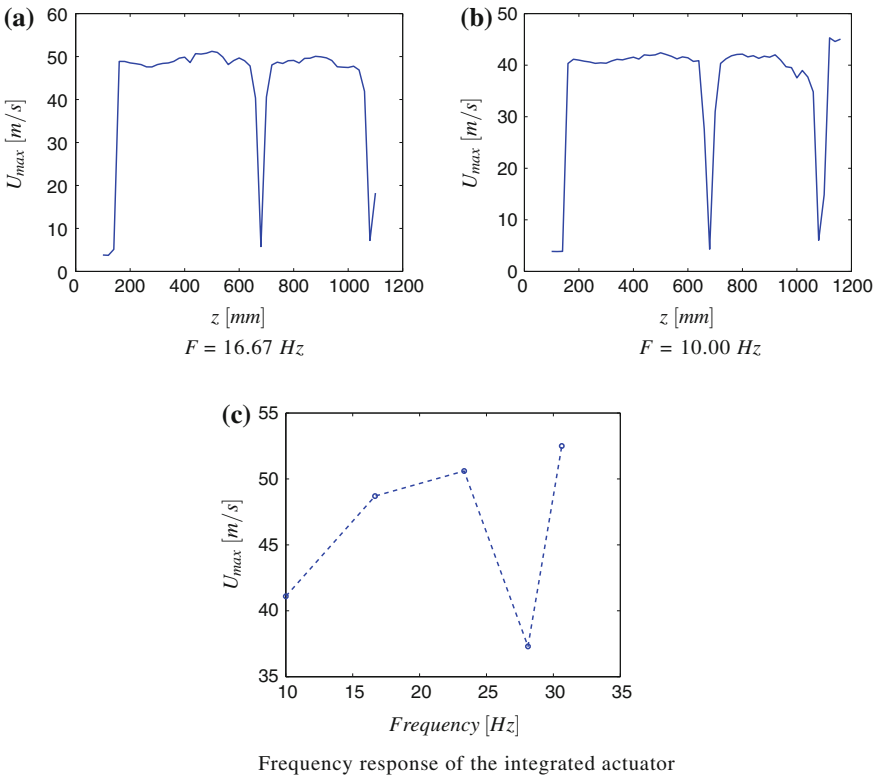 (a)
60
50
40
30
20
10
0
U_max [m/s]
0 200 400 600 800 1000 1200
z [mm]
F = 16.67 Hz
(b)
50
40
30
20
10
0
U_max [m/s]
0 200 400 600 800 1000 1200
z [mm]
F = 10.00 Hz
(c)
55
50
45
40
35
U_max [m/s]
10 15 20 25 30 35
Frequency [Hz]
Frequency response of the integrated actuator